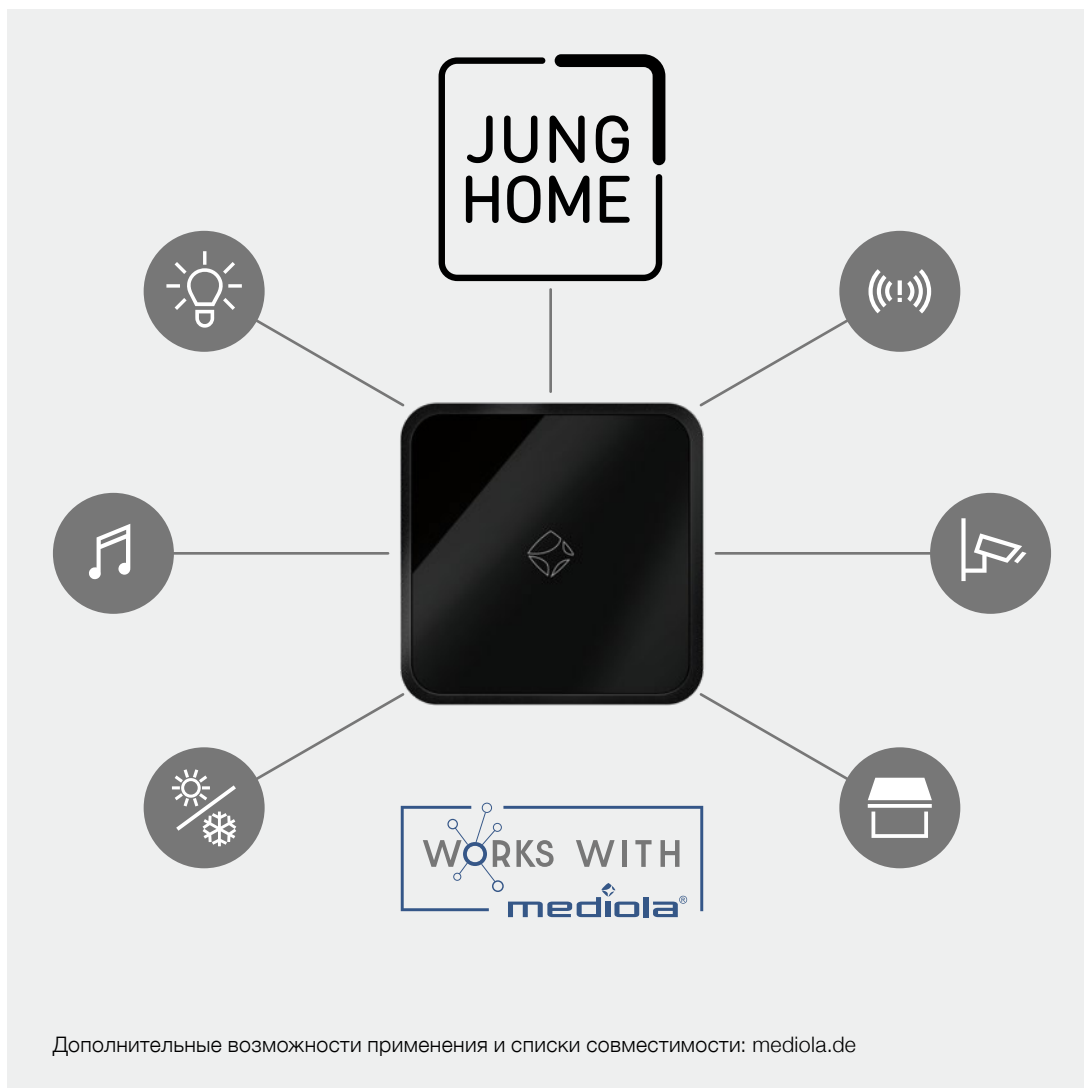 JUNG
HOME
WORKS WITH
mediola®
Дополнительные возможности применения и списки совместимости: mediola.de